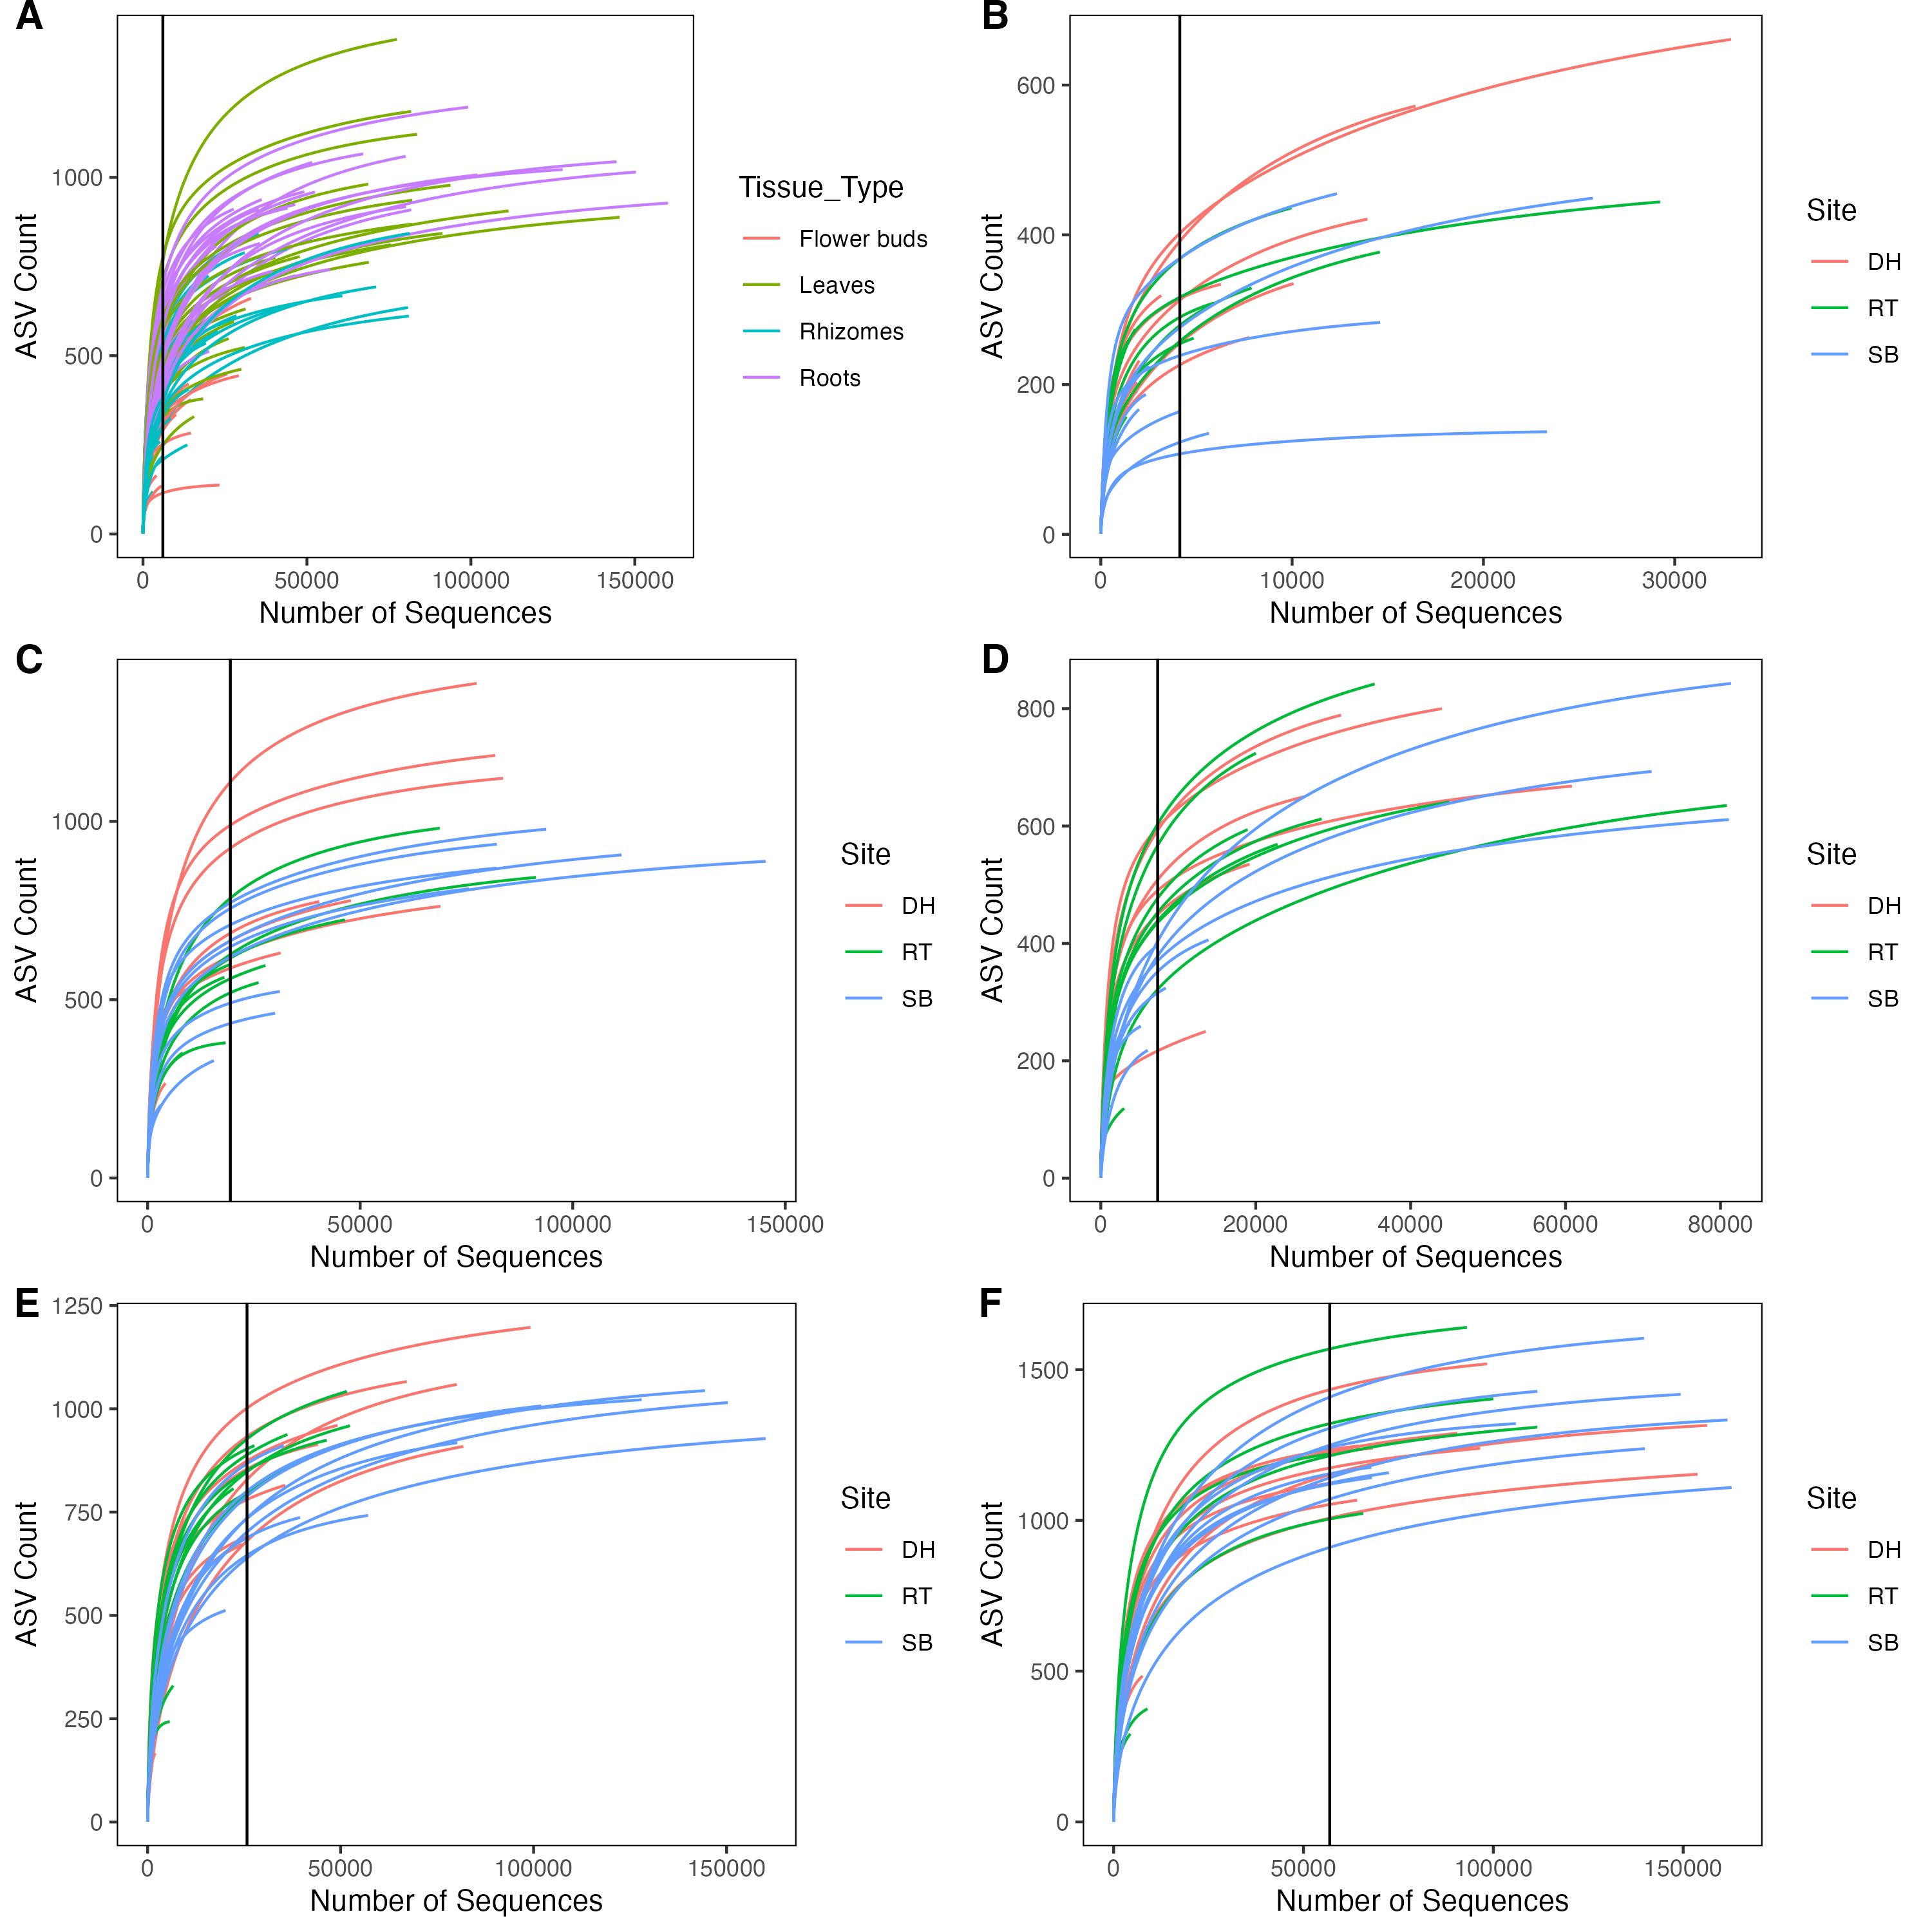 A
ASV Count
1000
500
0
0 50000 100000 150000
Number of Sequences
Tissue_Type
Flower buds
Leaves
Rhizomes
Roots
B
ASV Count
600
400
200
0
0 10000 20000 30000
Number of Sequences
Site
DH
RT
SB
C
ASV Count
1000
500
0
0 50000 100000 150000
Number of Sequences
Site
DH
RT
SB
D
ASV Count
800
600
400
200
0
0 20000 40000 60000 80000
Number of Sequences
Site
DH
RT
SB
E
ASV Count
1250
1000
750
500
250
0
0 50000 100000 150000
Number of Sequences
Site
DH
RT
SB
F
ASV Count
1500
1000
500
0
0 50000 100000 150000
Number of Sequences
Site
DH
RT
SB